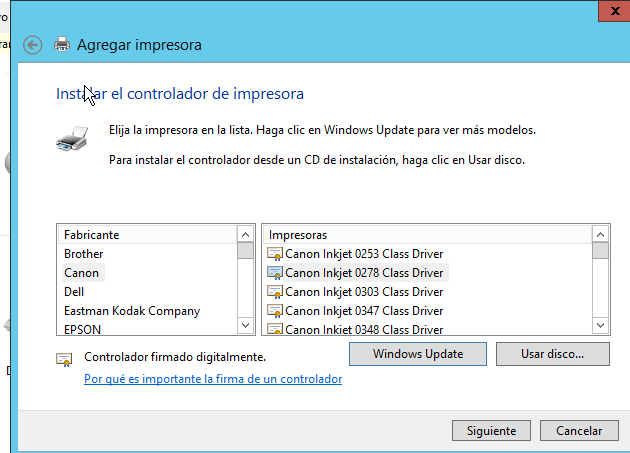 x
Agregar impresora
Instalar el controlador de impresora
Elija la impresora en la lista. Haga clic en Windows Update para ver más modelos.
Para instalar el controlador desde un CD de instalación, haga clic en Usar disco.
Fabricante
Brother
Canon
Dell
Eastman Kodak Company
EPSON
Impresoras
Canon Inkjet 0253 Class Driver
Canon Inkjet 0278 Class Driver
Canon Inkjet 0303 Class Driver
Canon Inkjet 0347 Class Driver
Canon Inkjet 0348 Class Driver
Controlador firmado digitalmente.
Por qué es importante la firma de un controlador
Windows Update
Usar disco...
Siguiente
Cancelar